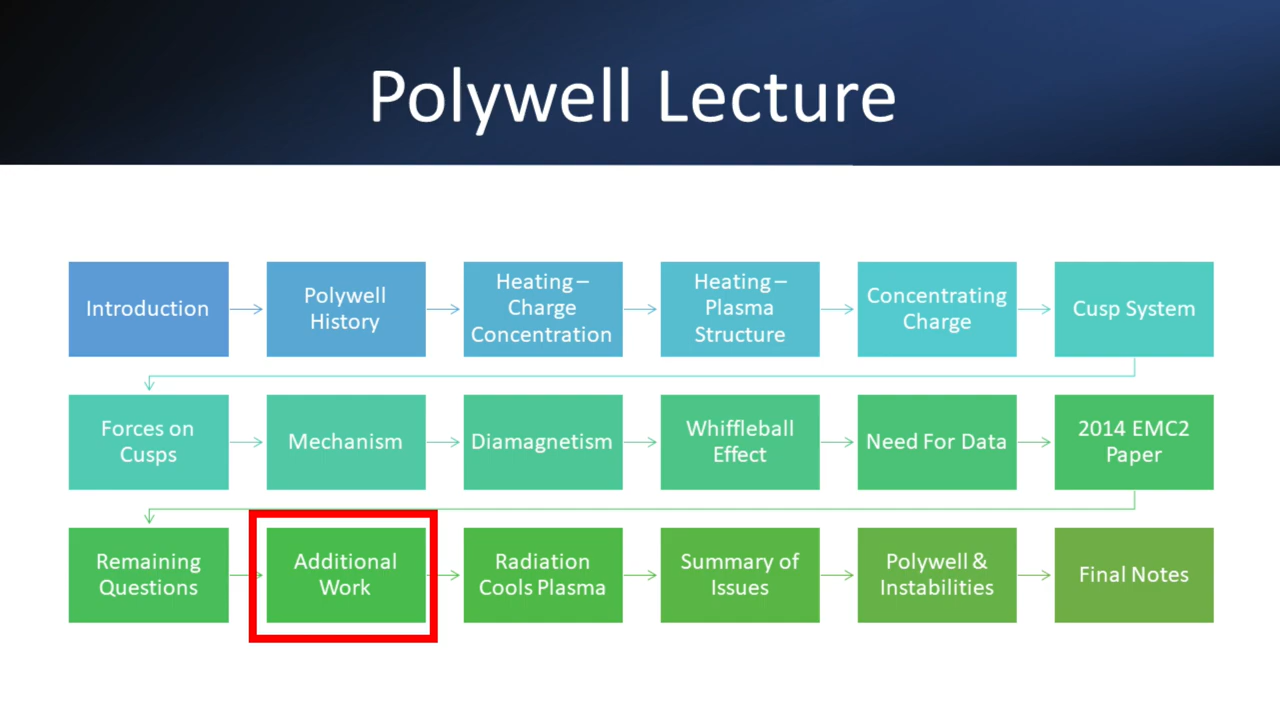 Polywell Lecture
Introduction
Polywell
History
Heating –
Charge
Concentration
Heating –
Plasma
Structure
Concentrating
Charge
Cusp System
Forces on
Cusps
Mechanism
Diamagnetism
Whiffleball
Effect
Need For Data
2014 EMC2
Paper
Remaining
Questions
Additional
Work
Radiation
Cools Plasma
Summary of
Issues
Polywell &
Instabilities
Final Notes